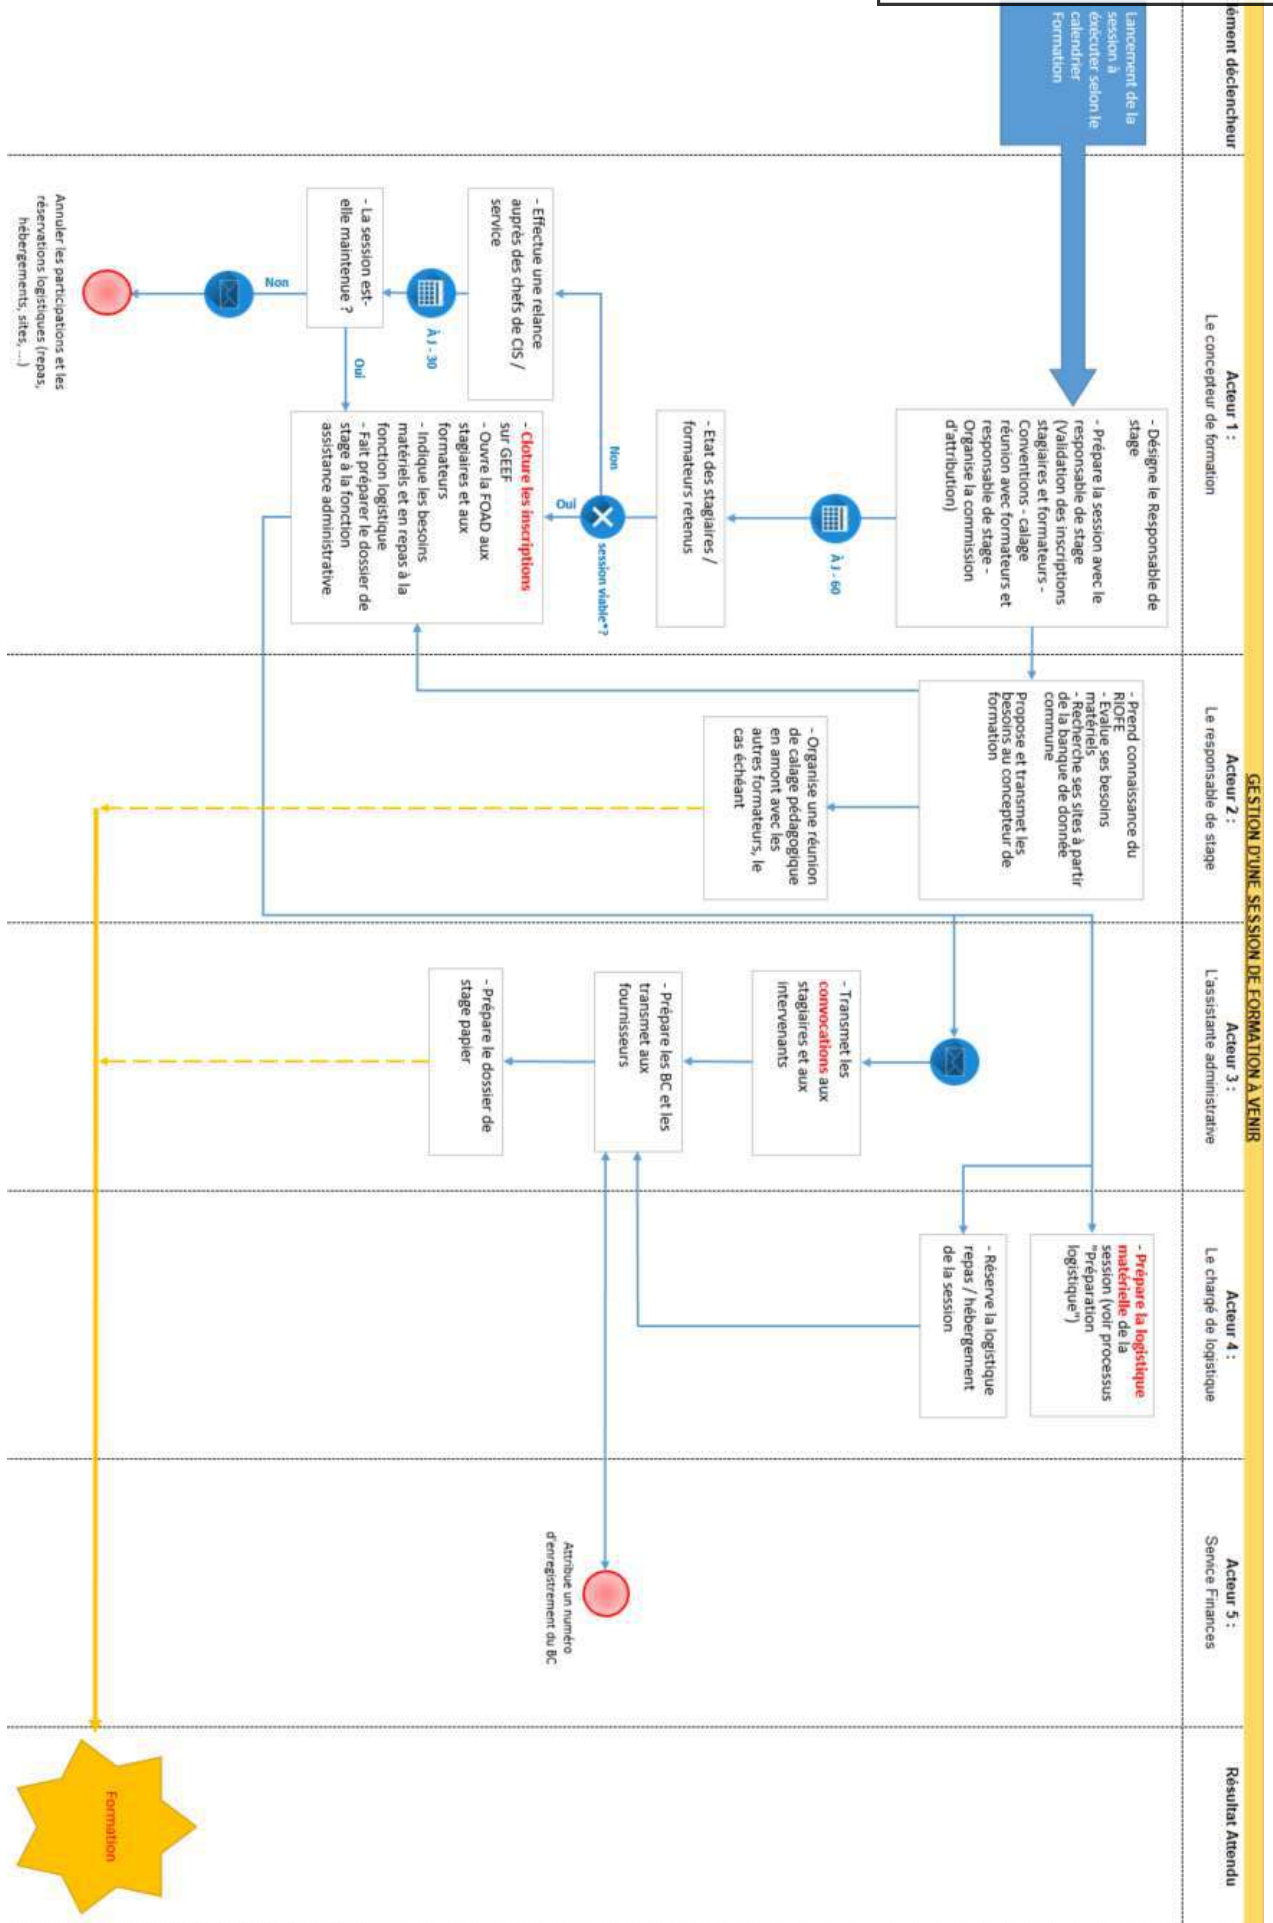 GESTION D'UNE SESSION DE FORMATION À VENIR
ément déclencheur
Acteur 1 :
Le concepteur de formation
Acteur 2 :
Le responsable de stage
Acteur 3 :
L'assistante administrative
Acteur 4 :
Le chargé de logistique
Acteur 5 :
Service Finances
Résultat Attendu
Lancement de la
session à
éxécuter selon le
calendrier
Formation
- Désigne le Responsable de
stage
- Prépare la session avec le
responsable de stage
(Validation des inscriptions
stagiaires et formateurs -
Conventions - calage
réunion avec formateurs et
responsable de stage -
Organise la commission
d'attribution)
À J - 60
- Etat des stagiaires /
formateurs retenus
session viable*?
Non
Oui
- Effectue une relance
auprès des chefs de CIS /
service
À J - 30
- La session est-
elle maintenue ?
Oui
Non
Annuler les participations et les
réservations logistiques (repas,
hébergements, sites, ...)
- Cloture les inscriptions
sur GEEF
- Ouvre la FOAD aux
stagiaires et aux
formateurs
- Indique les besoins
matériels et en repas à la
fonction logistique
- Fait préparer le dossier de
stage à la fonction
assistance administrative
- Prend connaissance du
RIOFE
- Evalue ses besoins
matériels
- Recherche ses sites à partir
de la banque de donnée
commune
Propose et transmet les
besoins au concepteur de
formation
- Organise une réunion
de calage pédagogique
en amont avec les
autres formateurs, le
cas échéant
- Transmet les
convocations aux
stagiaires et aux
intervenants
- Prépare les BC et les
transmet aux
fournisseurs
- Prépare le dossier de
stage papier
- Prépare la logistique
matérielle de la
session (voir processus
"Préparation
logistique")
- Réserve la logistique
repas / hébergement
de la session
Attribue un numéro
d'enregistrement du BC
Formation